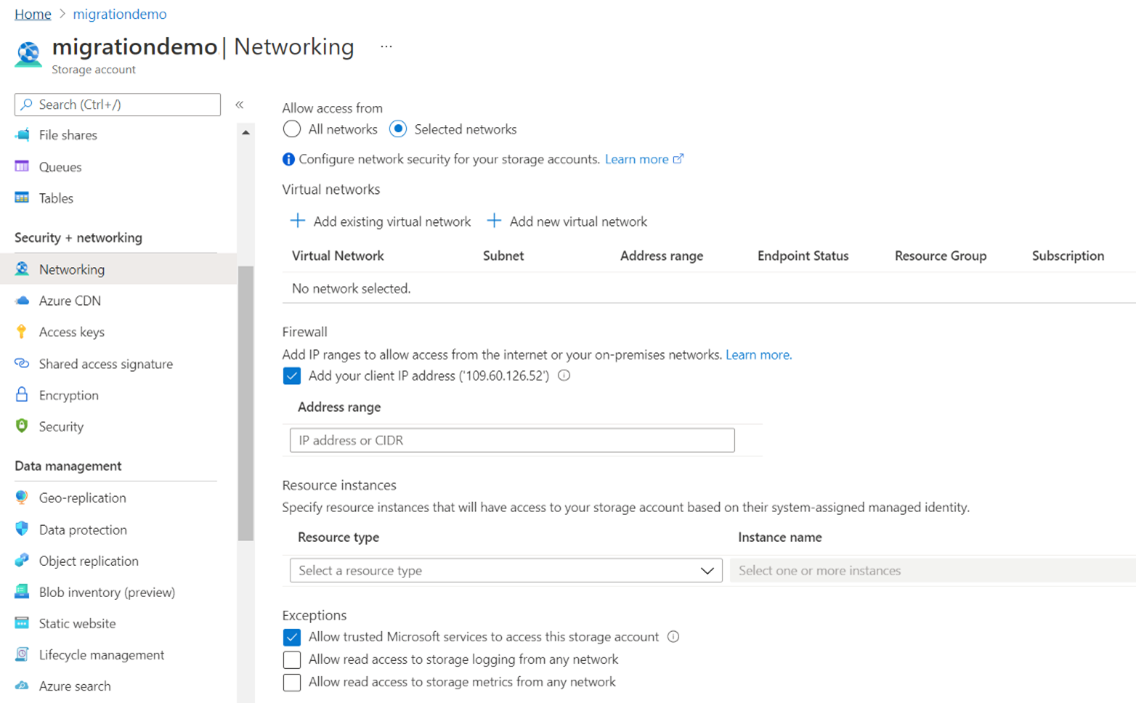 Home > migrationdemo
migrationdemo | Networking ...
Storage account
Search (Ctrl+/) «
File shares
Queues
Tables
Security + networking
Networking
Azure CDN
Access keys
Shared access signature
Encryption
Security
Data management
Geo-replication
Data protection
Object replication
Blob inventory (preview)
Static website
Lifecycle management
Azure search
Allow access from
All networks Selected networks
Configure network security for your storage accounts. Learn more
Virtual networks
+ Add existing virtual network + Add new virtual network
Virtual Network Subnet Address range Endpoint Status Resource Group Subscription
No network selected.
Firewall
Add IP ranges to allow access from the internet or your on-premises networks. Learn more.
Add your client IP address ('109.60.126.52')
Address range
IP address or CIDR
Resource instances
Specify resource instances that will have access to your storage account based on their system-assigned managed identity.
Resource type Instance name
Select a resource type Select one or more instances
Exceptions
Allow trusted Microsoft services to access this storage account
Allow read access to storage logging from any network
Allow read access to storage metrics from any network